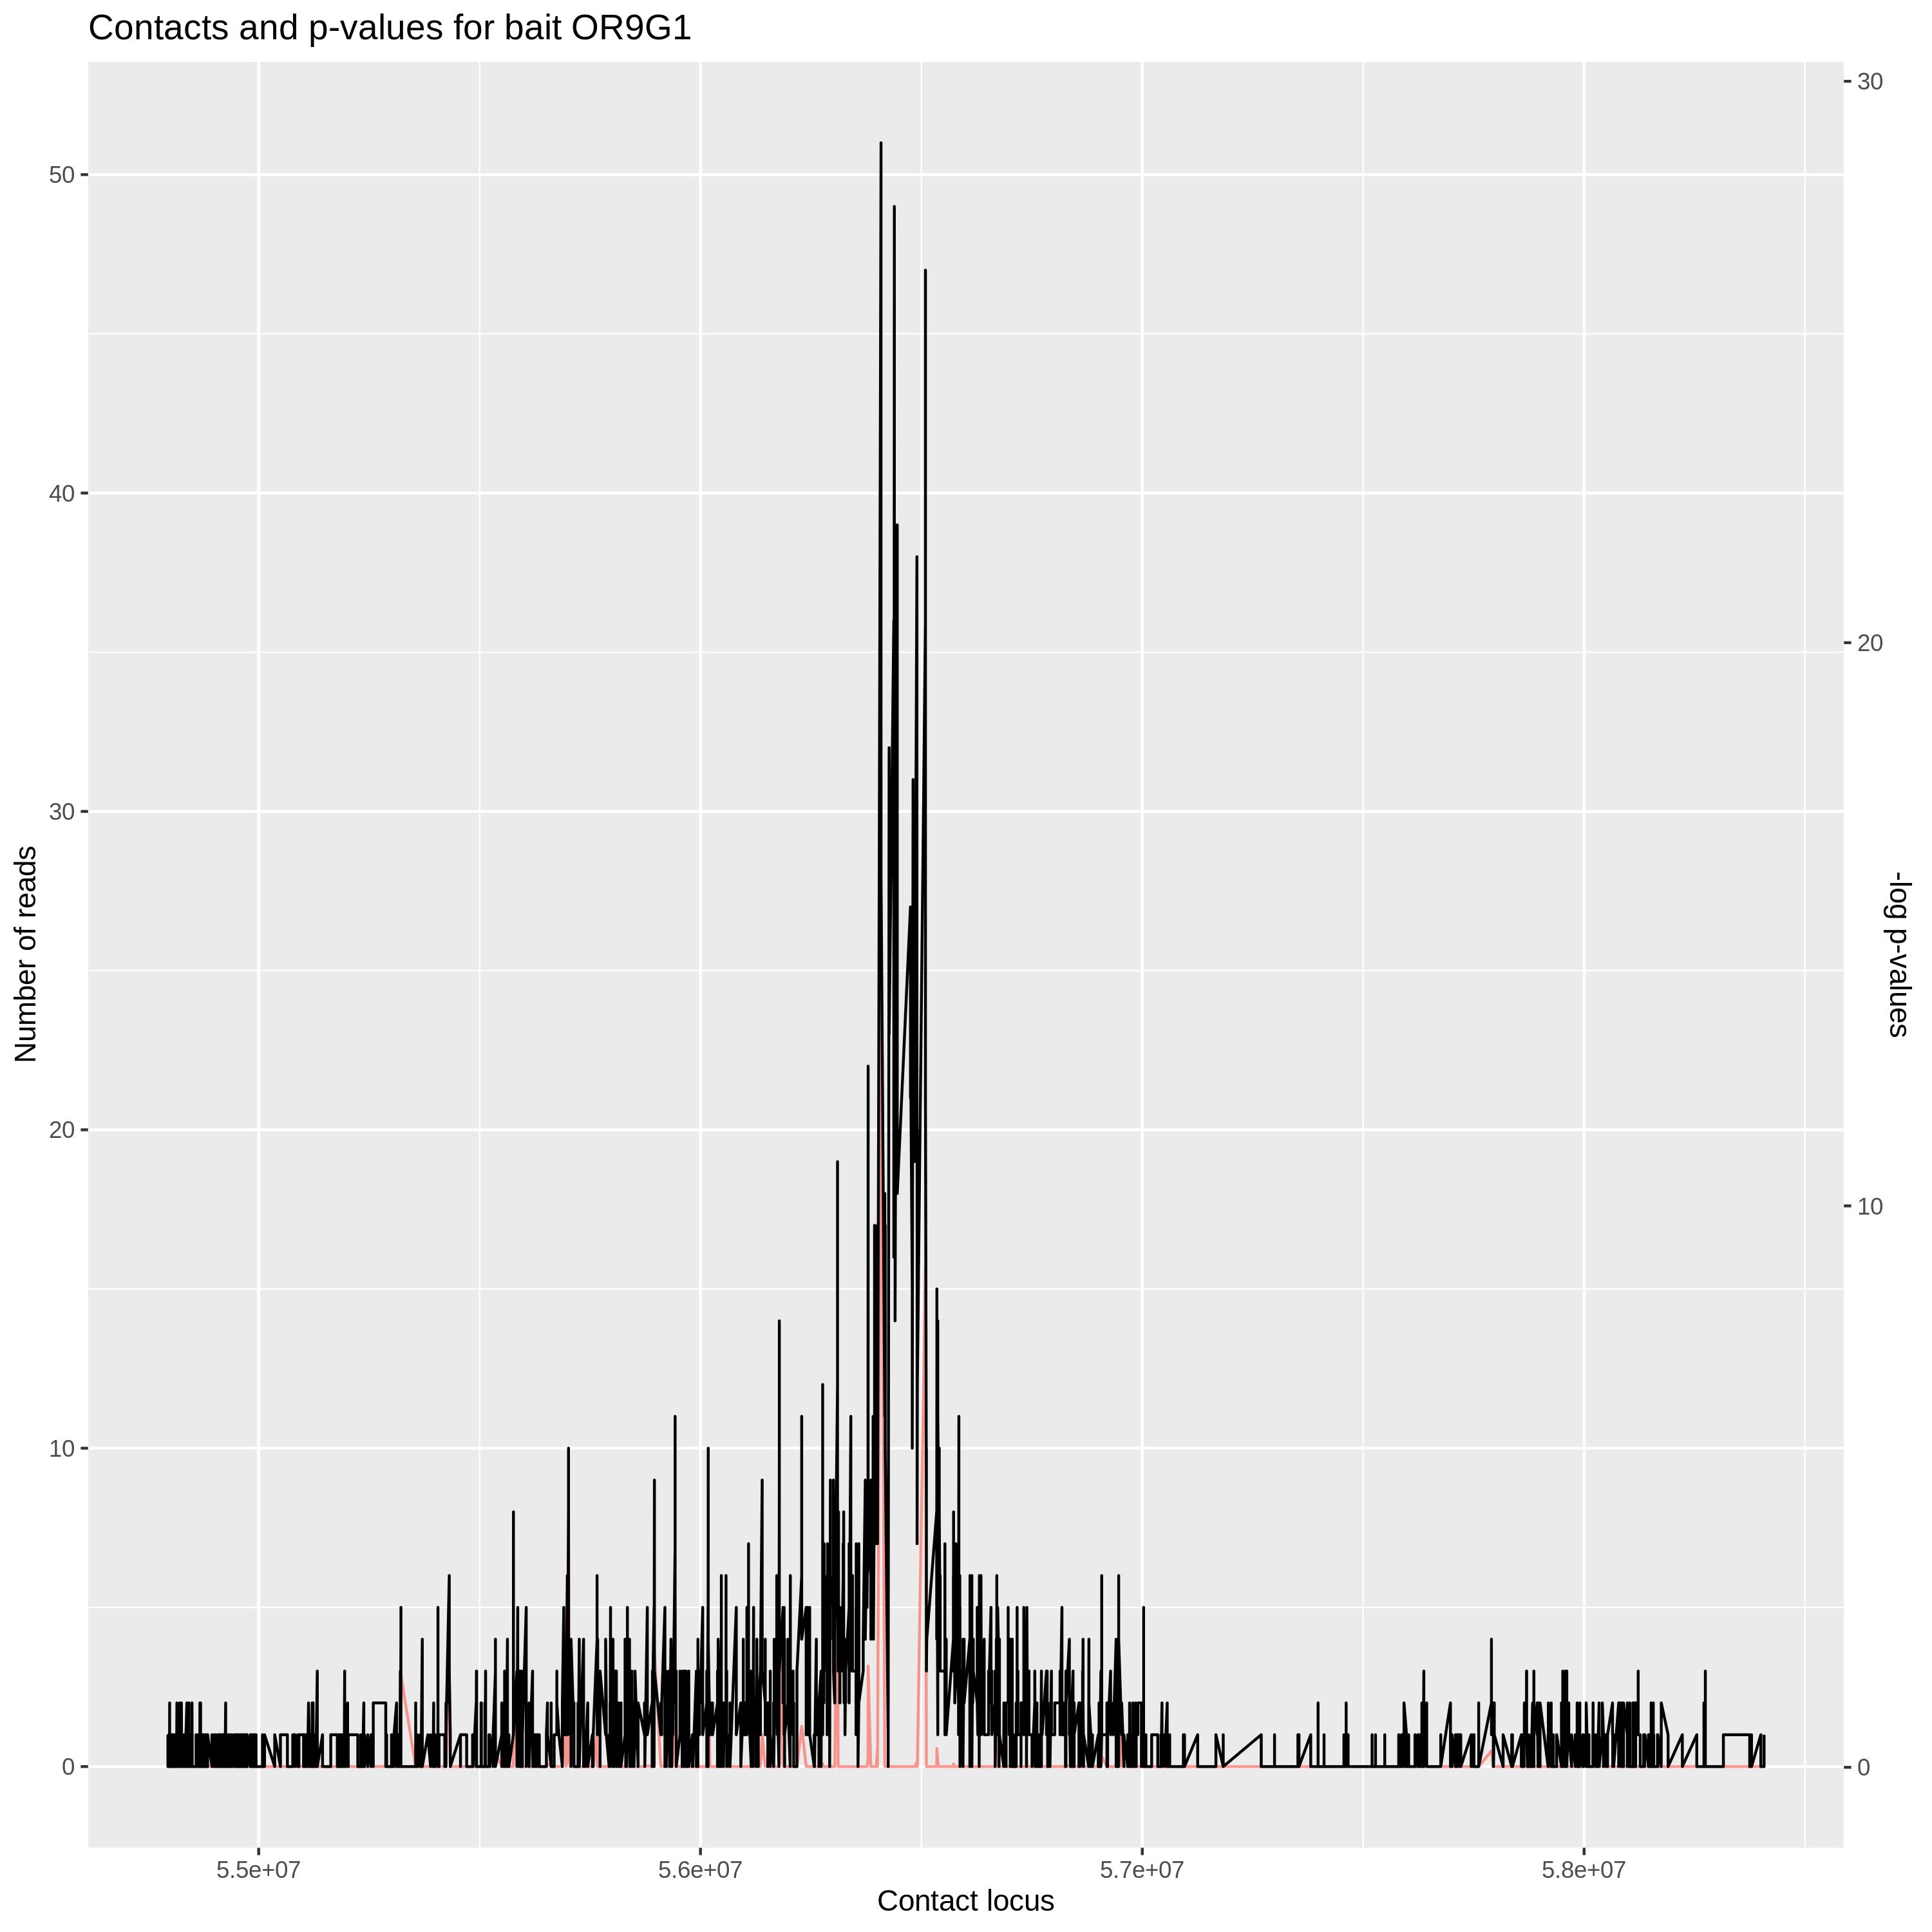 Contacts and p-values for bait OR9G1
50
40
30
20
10
0
Number of reads
30
20
10
0
-log p-values
5.5e+07
5.6e+07
5.7e+07
5.8e+07
Contact locus